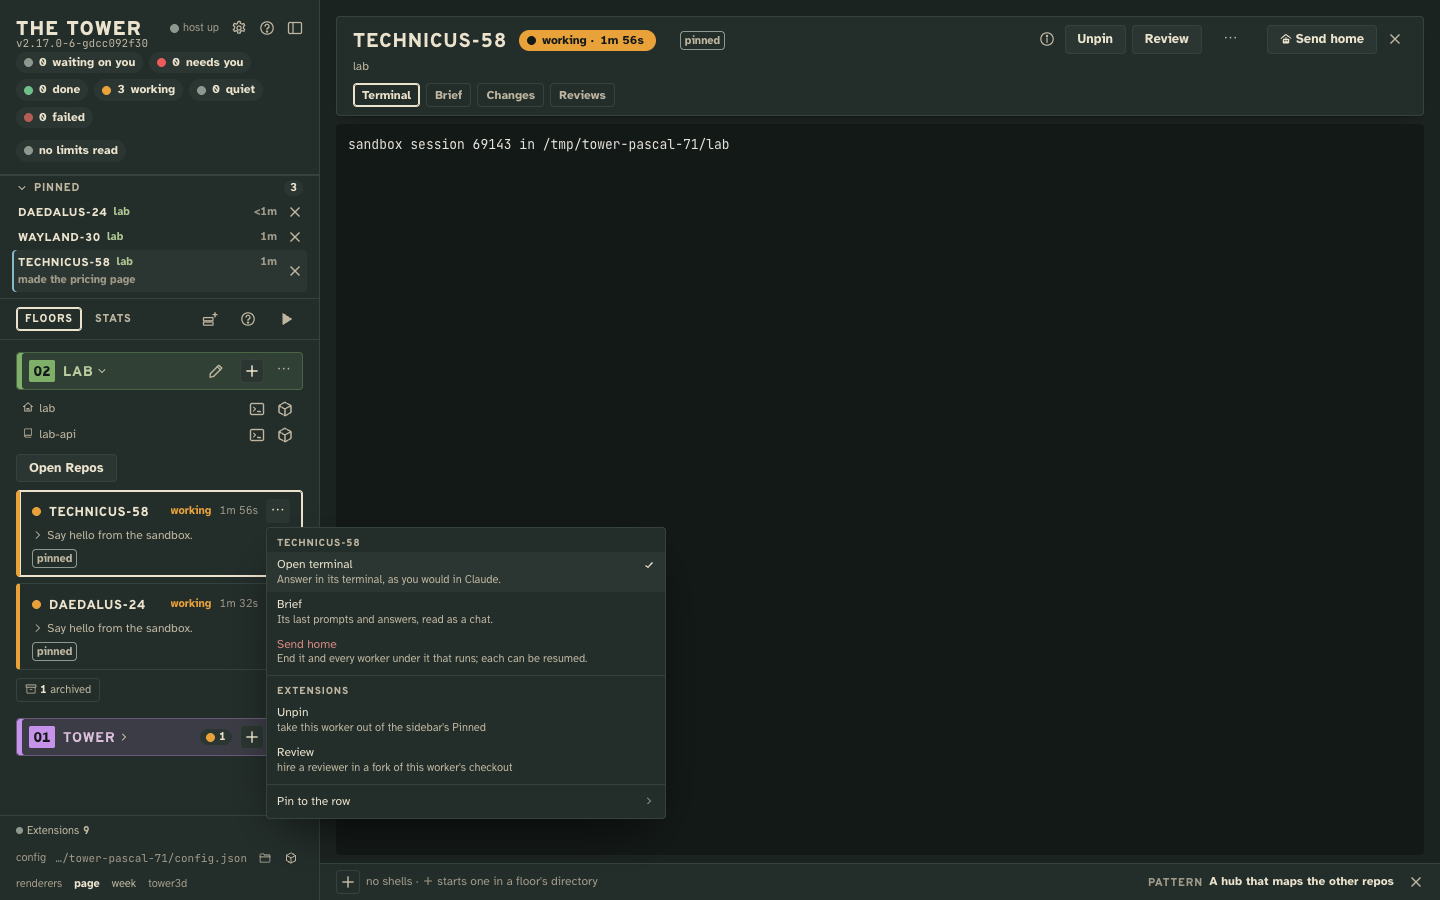 THE TOWER
host up
v2.17.0-6-gdcc092f30
0 waiting on you
0 needs you
0 done
3 working
0 quiet
0 failed
no limits read
PINNED
3
DAEDALUS-24 lab
<1m
WAYLAND-30 lab
1m
TECHNICUS-58 lab
1m
made the pricing page
FLOORS
STATS
02 LAB
...
lab
lab-api
Open Repos
TECHNICUS-58
working 1m 56s
...
> Say hello from the sandbox.
pinned
DAEDALUS-24
working 1m 32s
> Say hello from the sandbox.
pinned
1 archived
01 TOWER >
1
Extensions 9
config …/tower-pascal-71/config.json
renderers page week tower3d
TECHNICUS-58
working · 1m 56s
pinned
Unpin
Review
...
Send home
lab
Terminal
Brief
Changes
Reviews
sandbox session 69143 in /tmp/tower-pascal-71/lab
TECHNICUS-58
Open terminal
Answer in its terminal, as you would in Claude.
Brief
Its last prompts and answers, read as a chat.
Send home
End it and every worker under it that runs; each can be resumed.
EXTENSIONS
Unpin
take this worker out of the sidebar's Pinned
Review
hire a reviewer in a fork of this worker's checkout
Pin to the row
no shells · + starts one in a floor's directory
PATTERN A hub that maps the other repos